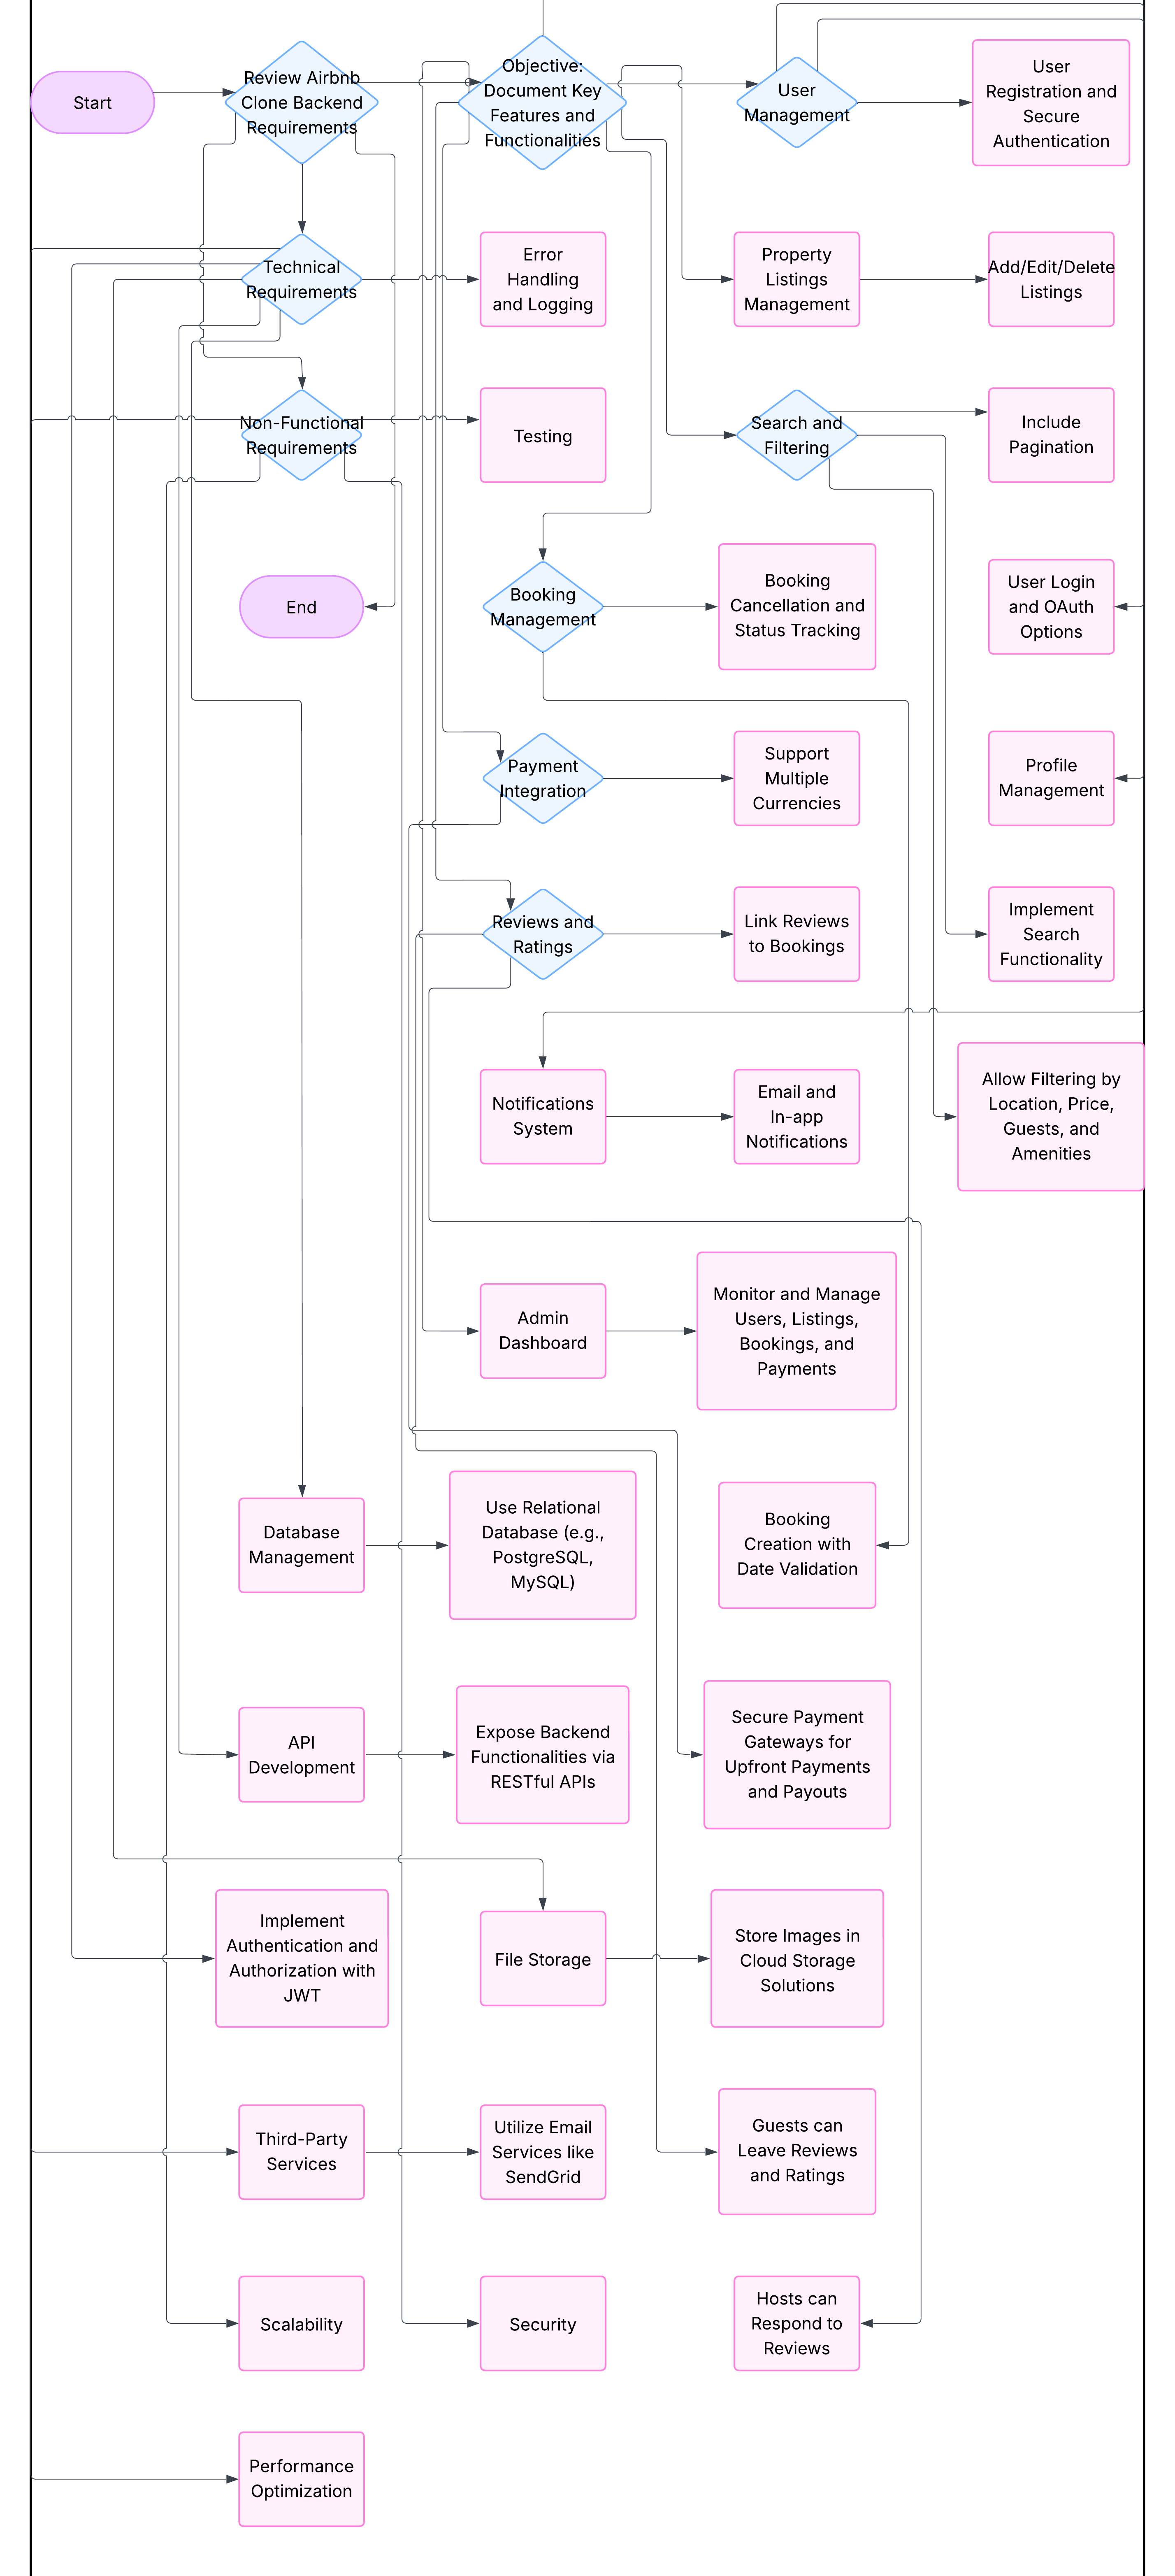 Start
Review Airbnb
Clone Backend
Requirements
Objective:
Document Key
Features and
Functionalities
User
Management
User
Registration and
Secure
Authentication
Technical
Requirements
Error
Handling
and Logging
Property
Listings
Management
Add/Edit/Delete
Listings
Non-Functional
Requirements
Testing
Search and
Filtering
Include
Pagination
End
Booking
Management
Booking
Cancellation and
Status Tracking
User Login
and OAuth
Options
Payment
Integration
Support
Multiple
Currencies
Profile
Management
Reviews and
Ratings
Link Reviews
to Bookings
Implement
Search
Functionality
Notifications
System
Email and
In-app
Notifications
Allow Filtering by
Location, Price,
Guests, and
Amenities
Admin
Dashboard
Monitor and Manage
Users, Listings,
Bookings, and
Payments
Database
Management
Use Relational
Database (e.g.,
PostgreSQL,
MySQL)
Booking
Creation with
Date Validation
API
Development
Expose Backend
Functionalities via
RESTful APIs
Secure Payment
Gateways for
Upfront Payments
and Payouts
Implement
Authentication and
Authorization with
JWT
File Storage
Store Images in
Cloud Storage
Solutions
Third-Party
Services
Utilize Email
Services like
SendGrid
Guests can
Leave Reviews
and Ratings
Scalability
Security
Hosts can
Respond to
Reviews
Performance
Optimization